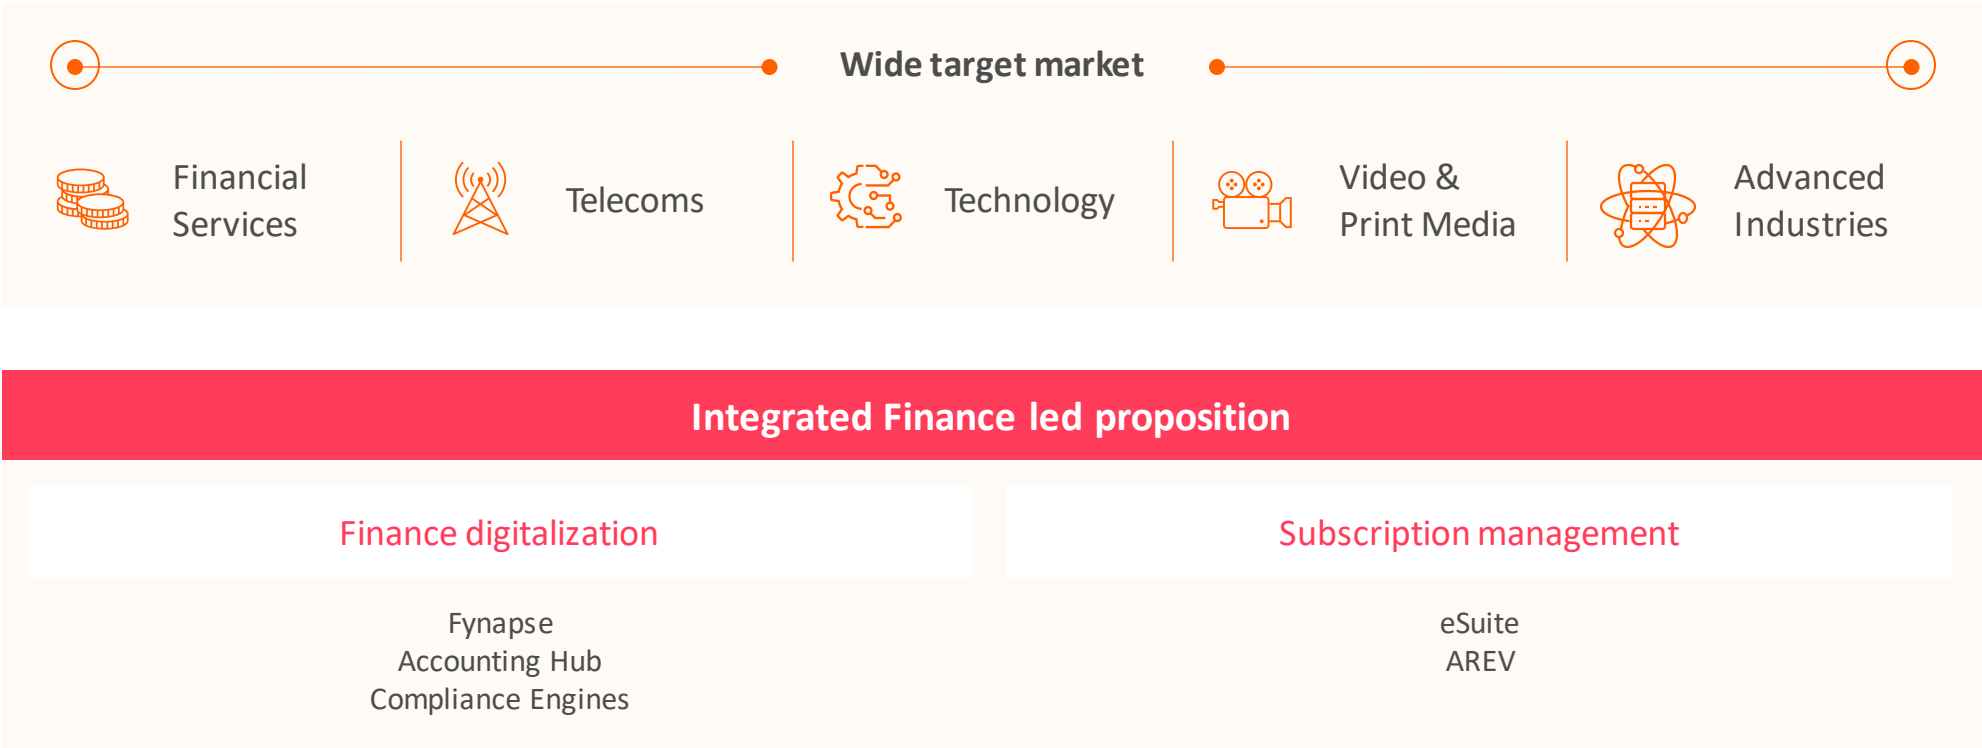 Wide target market
Financial
Services
Telecoms
Technology
Video &
Print Media
Advanced
Industries
Integrated Finance led proposition
Finance digitalization
Fynapse
Accounting Hub
Compliance Engines
Subscription management
eSuite
AREV